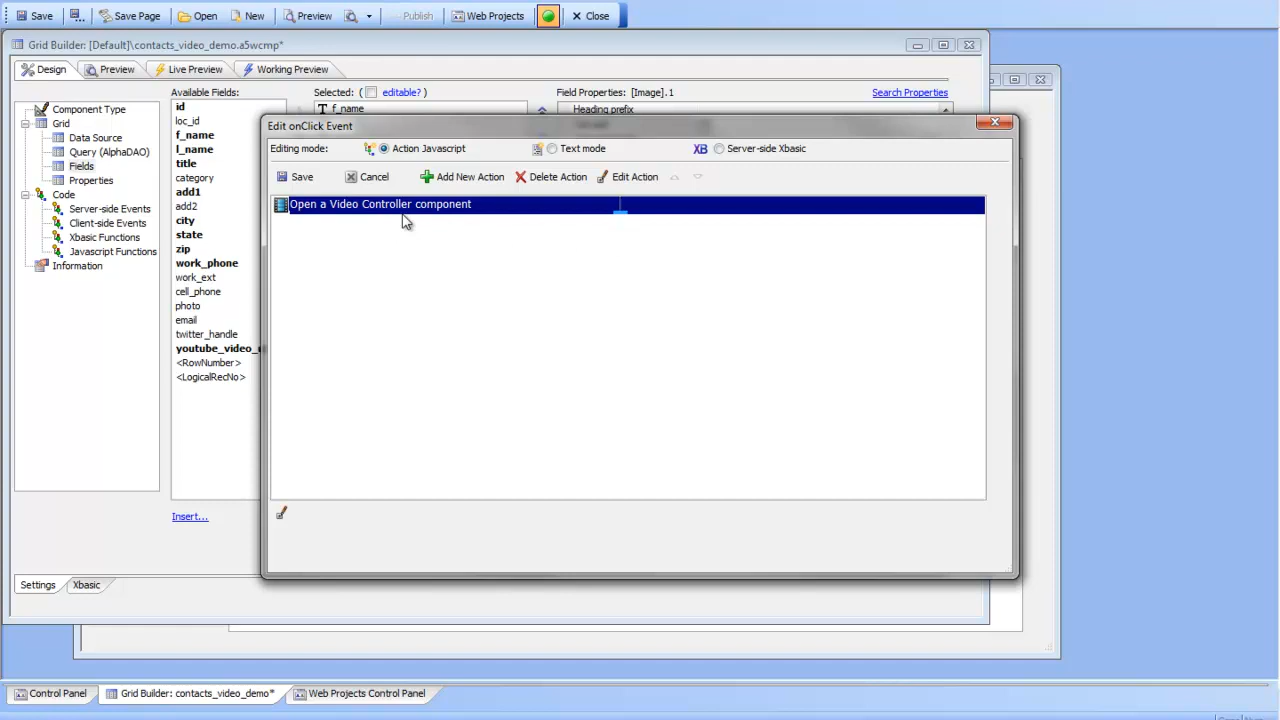 Save Save Page Open New Preview Publish Web Projects Close
Grid Builder: [Default]\contacts_video_demo.a5wcmp*
Design Preview Live Preview Working Preview
Available Fields: Selected: ( editable? ) Field Properties: [Image].1 Search Properties
Component Type
Grid
Data Source
Query (AlphaDAO)
Fields
Properties
Code
Server-side Events
Client-side Events
Xbasic Functions
Javascript Functions
Information
id
loc_id
f_name
l_name
title
category
add1
add2
city
state
zip
work_phone
work_ext
cell_phone
photo
email
twitter_handle
youtube_video_
<RowNumber>
<LogicalRecNo>
Insert...
f_name
Heading prefix
Edit onClick Event
Editing mode: Action Javascript Text mode XB Server-side Xbasic
Save Cancel Add New Action Delete Action Edit Action
Open a Video Controller component
Settings Xbasic
Control Panel Grid Builder: contacts_video_demo* Web Projects Control Panel